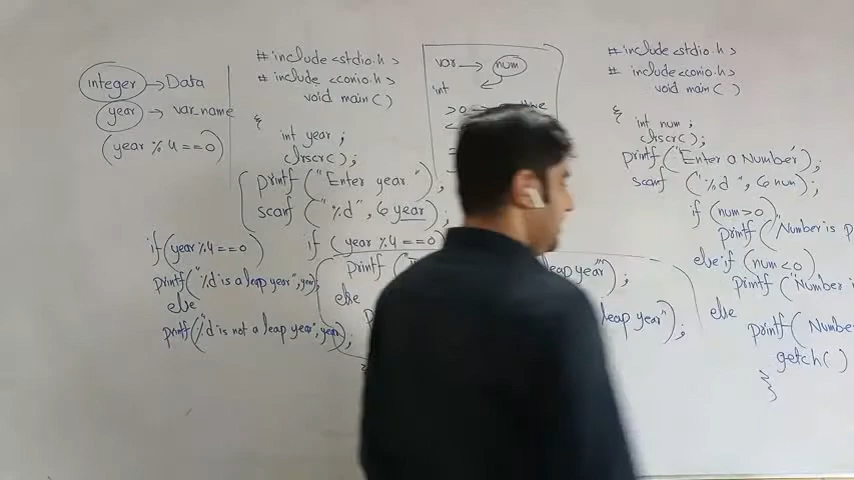 integer → Data
year → var_name
(year % 4 ==0)
if (year %4 ==0)
printf("%d is a leap year", year);
else
printf("%d is not a leap year", year);
# include <stdio.h>
# include <conio.h>
void main ( )
{
int year ;
clrscr( );
printf ("Enter year") ;
scanf ("%d", & year) ;
if (year %4 ==0)
printf (
leap year") ;
else
leap year") ;
var → num
int
>0 →
<
# include <stdio.h>
# include <conio.h>
void main ( )
{
int num ;
clrscr( );
printf ("Enter a Number");
scanf ("%d", & num) ;
if (num >0)
printf ("Number is p
else if (num <0)
printf ("Number i
else
printf ( Number
getch( )
}